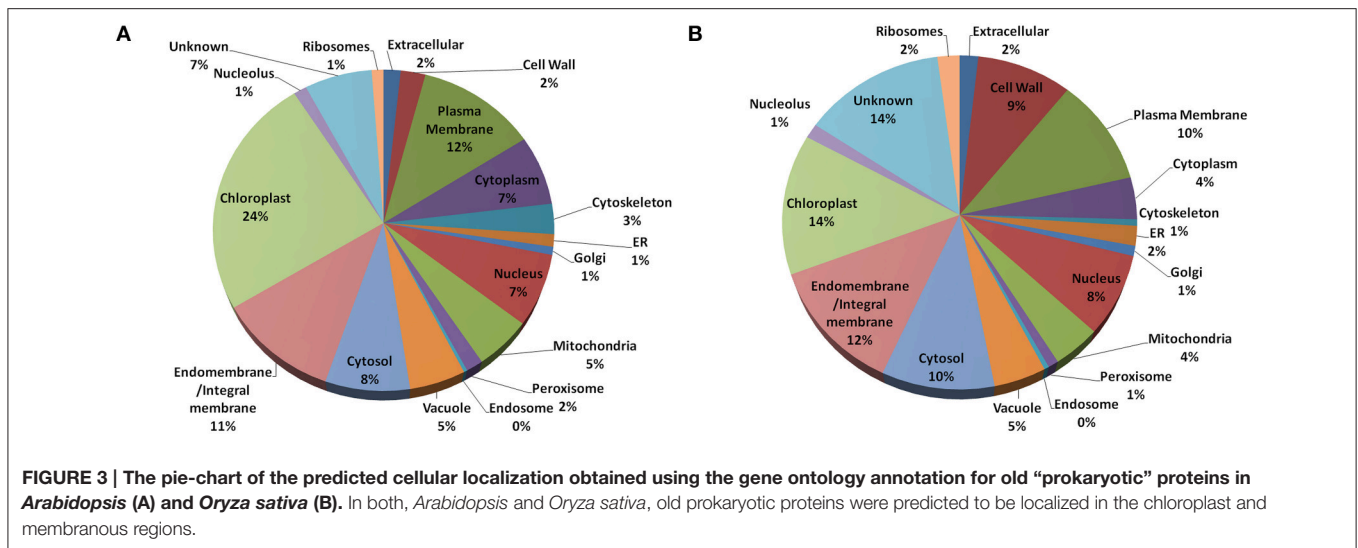 A
Unknown
7%
Ribosomes
1%
Extracellular
2%
Cell Wall
2%
Nucleolus
1%
Plasma
Membrane
12%
Cytoplasm
7%
Cytoskeleton
3%
ER
1%
Golgi
1%
Nucleus
7%
Mitochondria
5%
Peroxisome
2%
Endosome
0%
Vacuole
5%
Cytosol
8%
Endomembrane
/Integral
membrane
11%
Chloroplast
24%
B
Ribosomes
2%
Extracellular
2%
Cell Wall
9%
Plasma Membrane
10%
Cytoplasm
4%
Cytoskeleton
1%
ER
2%
Golgi
1%
Nucleus
8%
Mitochondria
4%
Peroxisome
1%
Endosome
0%
Vacuole
5%
Cytosol
10%
Endomembrane
/Integral
membrane
12%
Chloroplast
14%
Nucleolus
1%
Unknown
14%
FIGURE 3 | The pie-chart of the predicted cellular localization obtained using the gene ontology annotation for old “prokaryotic” proteins in
Arabidopsis (A) and Oryza sativa (B). In both, Arabidopsis and Oryza sativa, old prokaryotic proteins were predicted to be localized in the chloroplast and
membranous regions.